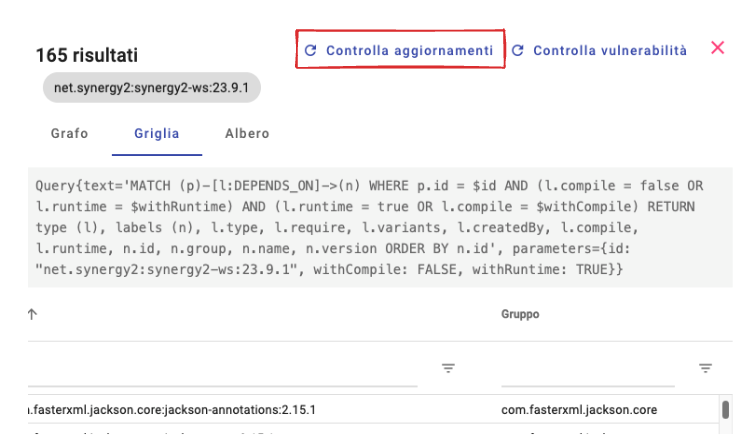 165 risultati
Controlla aggiornamenti
Controlla vulnerabilità
net.synergy2:synergy2-ws:23.9.1
Grafo
Griglia
Albero
Query{text='MATCH (p)-[l:DEPENDS_ON]->(n) WHERE p.id = $id AND (l.compile = false OR
l.runtime = $withRuntime) AND (l.runtime = true OR l.compile = $withCompile) RETURN
type (l), labels (n), l.type, l.require, l.variants, l.createdBy, l.compile,
l.runtime, n.id, n.group, n.name, n.version ORDER BY n.id', parameters={id:
"net.synergy2:synergy2-ws:23.9.1", withCompile: FALSE, withRuntime: TRUE}}
Gruppo
.fasterxml.jackson.core:jackson-annotations:2.15.1
com.fasterxml.jackson.core